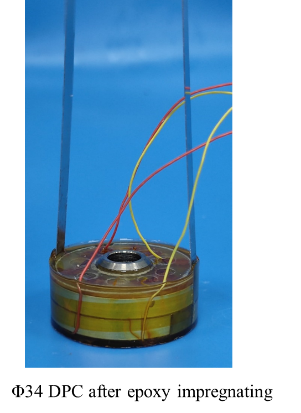 Φ34 DPC after epoxy impregnating